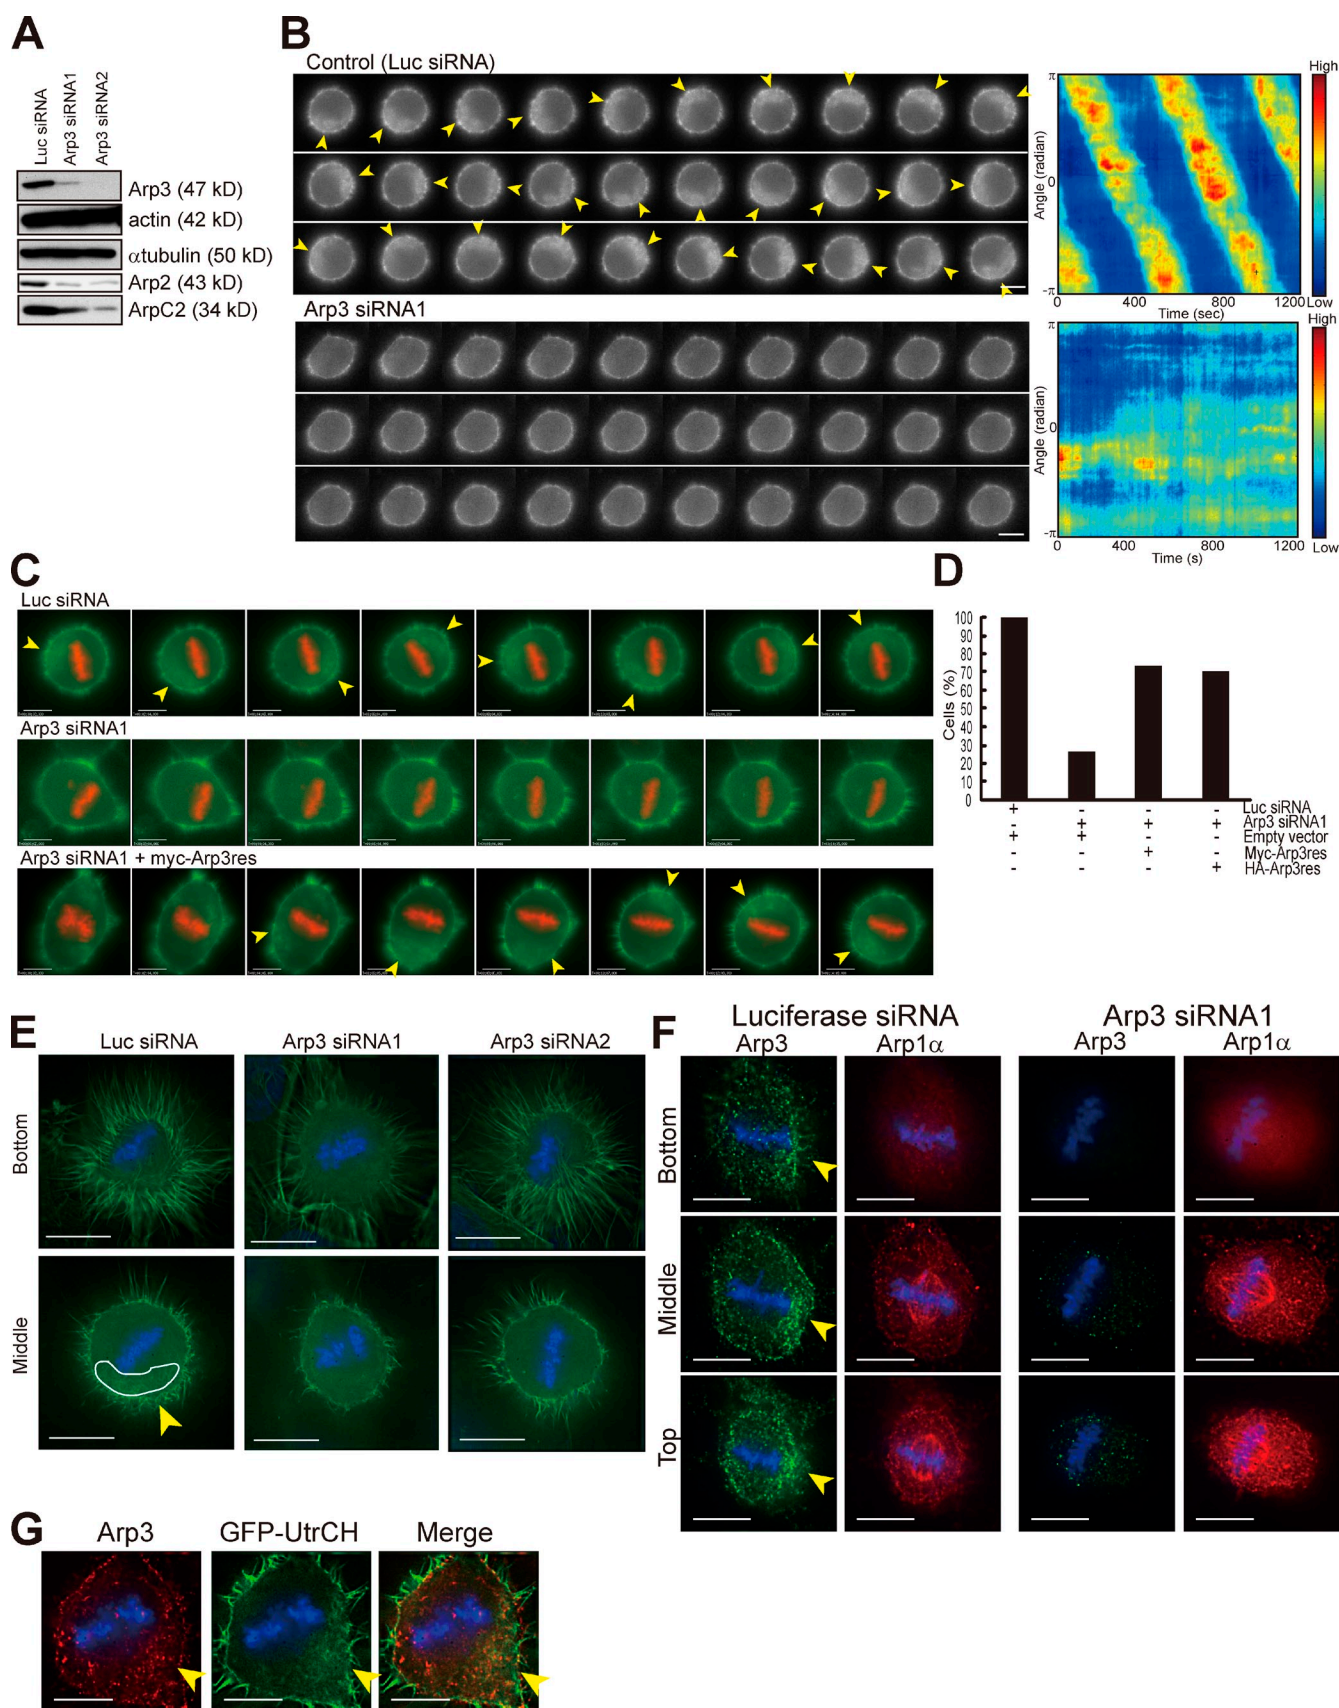 A
Luc siRNA
Arp3 siRNA1
Arp3 siRNA2
Arp3 (47 kD)
actin (42 kD)
αtubulin (50 kD)
Arp2 (43 kD)
ArpC2 (34 kD)
B
Control (Luc siRNA)
High
π
Angle (radian)
0
-π
0 400 800 1200
Low
Time (sec)
Arp3 siRNA1
High
π
Angle (radian)
0
-π
0 400 800 1200
Low
Time (s)
C
Luc siRNA
Arp3 siRNA1
Arp3 siRNA1 + myc-Arp3res
D
Cells (%)
100
90
80
70
60
50
40
30
20
10
0
+ - - - Luc siRNA
- + + + Arp3 siRNA1
+ + - - Empty vector
- - + - Myc-Arp3res
- - - + HA-Arp3res
E
Luc siRNA Arp3 siRNA1 Arp3 siRNA2
Bottom
Middle
F
Luciferase siRNA Arp3 siRNA1
Arp3 Arp1α Arp3 Arp1α
Bottom
Middle
Top
G
Arp3 GFP-UtrCH Merge